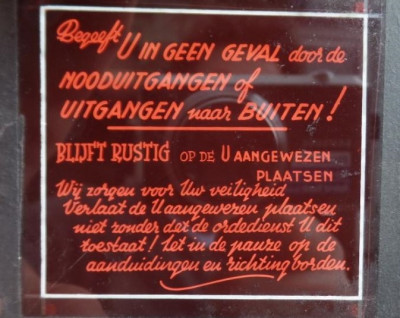 Begeeft U IN GEEN GEVAL door de
NOODUITGANGEN of
UITGANGEN naar BUITEN!
BLIJFT RUSTIG OP DE U AANGEWEZEN
PLAATSEN
Wij zorgen voor Uw veiligheid
Verlaat de U aangewezen plaatsen
niet zonder dat de ordedienst U dit
toestaat! Let in de pauze op de
aanduidingen en richtingborden.